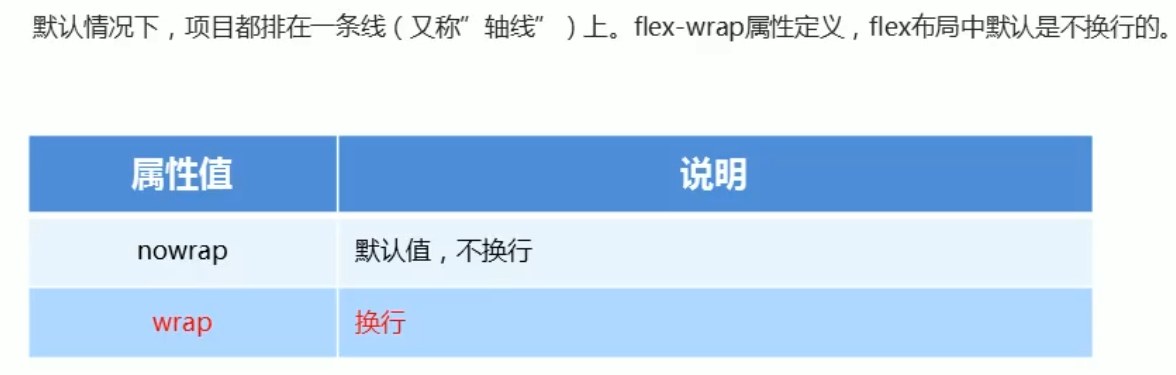 默认情况下，项目都排在一条线（又称”轴线”）上。flex-wrap属性定义，flex布局中默认是不换行的。
属性值 说明
nowrap 默认值，不换行
wrap 换行